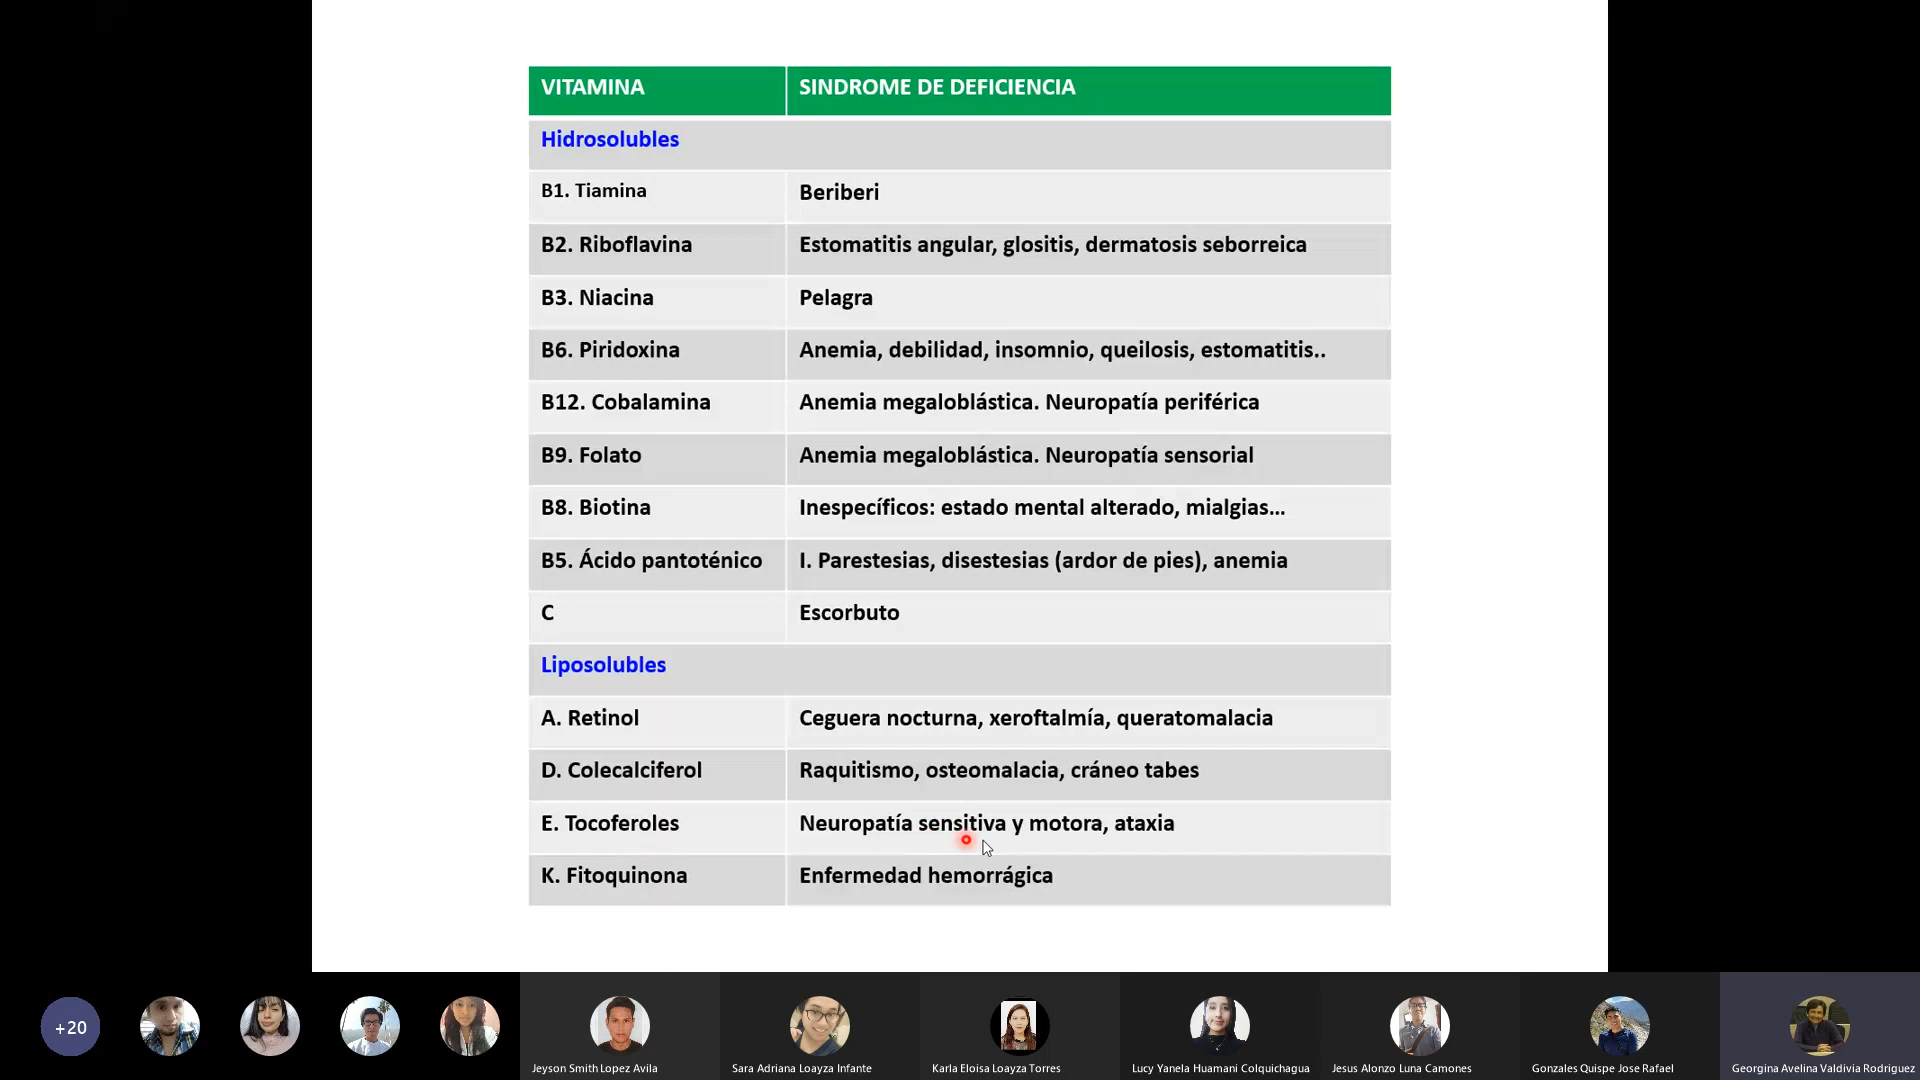 VITAMINA SINDROME DE DEFICIENCIA
Hidrosolubles
B1. Tiamina Beriberi
B2. Riboflavina Estomatitis angular, glositis, dermatosis seborreica
B3. Niacina Pelagra
B6. Piridoxina Anemia, debilidad, insomnio, queilosis, estomatitis..
B12. Cobalamina Anemia megaloblástica. Neuropatía periférica
B9. Folato Anemia megaloblástica. Neuropatía sensorial
B8. Biotina Inespecíficos: estado mental alterado, mialgias...
B5. Ácido pantoténico I. Parestesias, disestesias (ardor de pies), anemia
C Escorbuto
Liposolubles
A. Retinol Ceguera nocturna, xeroftalmía, queratomalacia
D. Colecalciferol Raquitismo, osteomalacia, cráneo tabes
E. Tocoferoles Neuropatía sensitiva y motora, ataxia
K. Fitoquinona Enfermedad hemorrágica
+20
Jeyson Smith Lopez Avila Sara Adriana Loayza Infante Karla Eloisa Loayza Torres Lucy Yanela Huamani Colquichagua Jesus Alonzo Luna Camones Gonzales Quispe Jose Rafael Georgina Avelina Valdivia Rodriguez